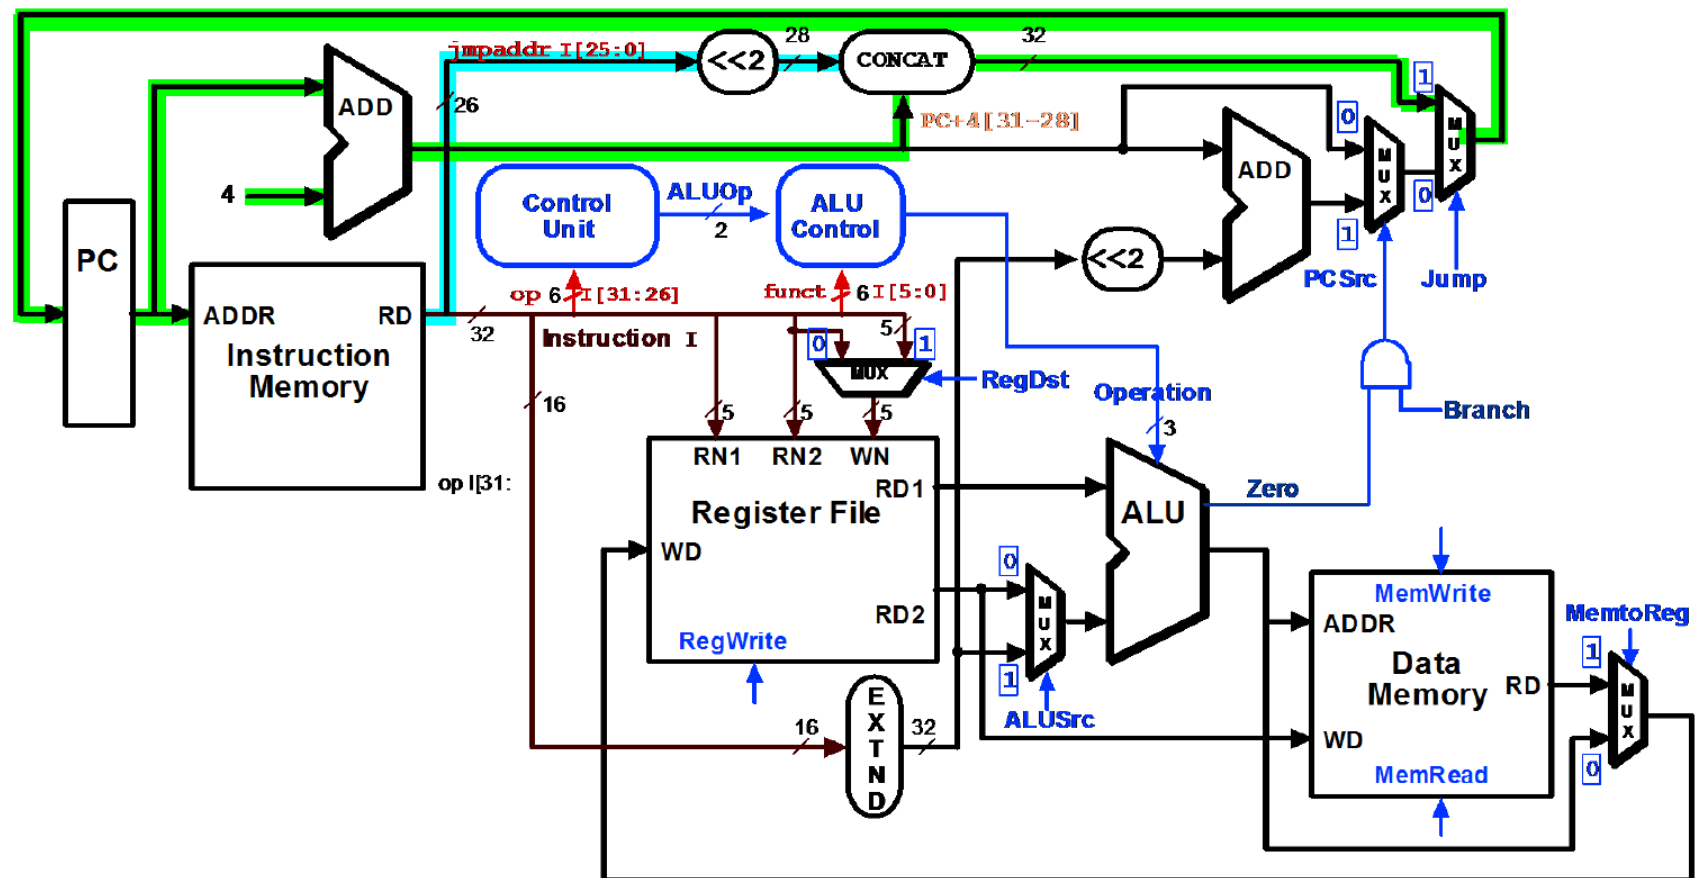 jmpaddr I[25:0]
<<2
28
CONCAT
32
26
ADD
PC+4[31-28]
1
MUX
0
MUX
0
1
ADD
4
Control
Unit
ALUOp
2
ALU
Control
<<2
PCSrc
Jump
PC
ADDR
RD
Instruction
Memory
32
op 6 I[31:26]
funct 6 I[5:0]
Instruction I
5
0
1
MUX
RegDst
16
5
5
5
Operation
3
Branch
op I[31:
RN1
RN2
WN
RD1
Register File
WD
RD2
RegWrite
ALU
Zero
0
MUX
1
ALUSrc
MemWrite
ADDR
Data
Memory
RD
WD
MemRead
MemtoReg
1
MUX
0
16
EXTND
32